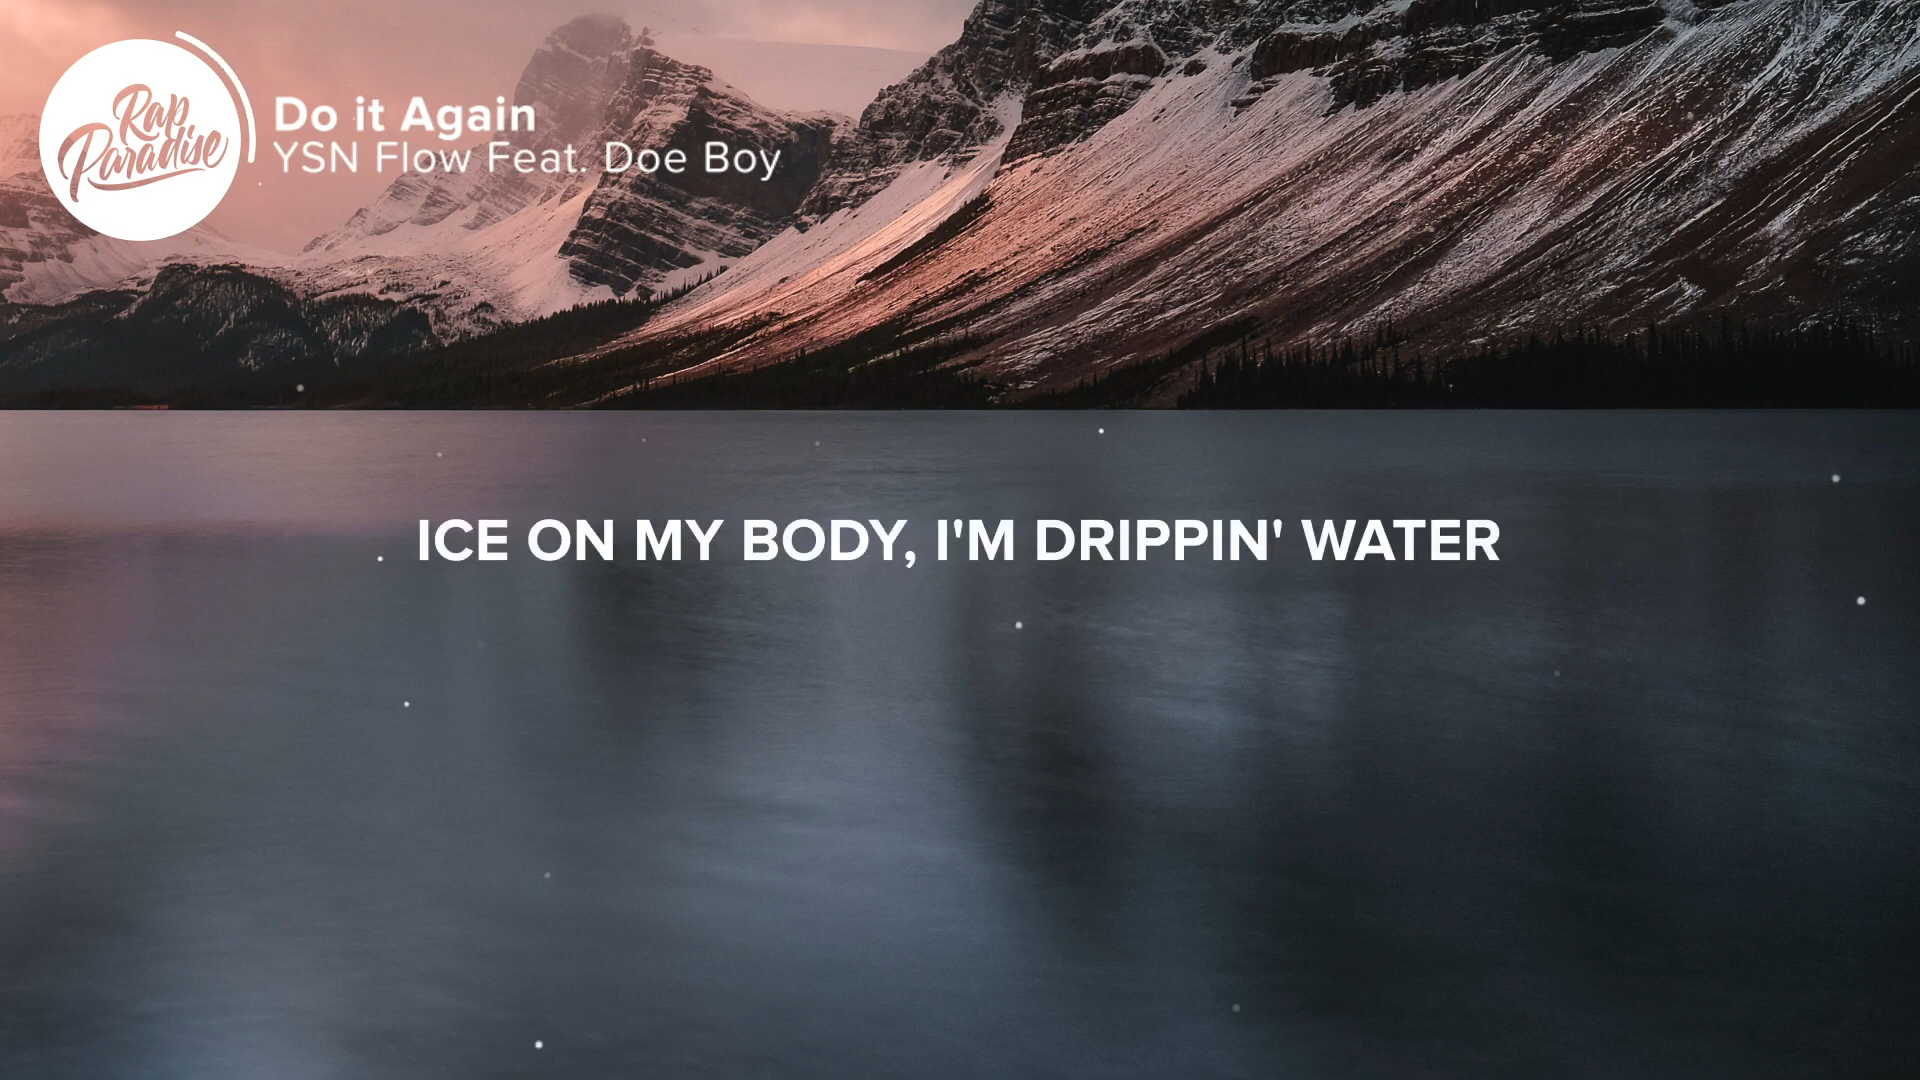 Rap
Paradise
Do it Again
YSN Flow Feat. Doe Boy
ICE ON MY BODY, I'M DRIPPIN' WATER